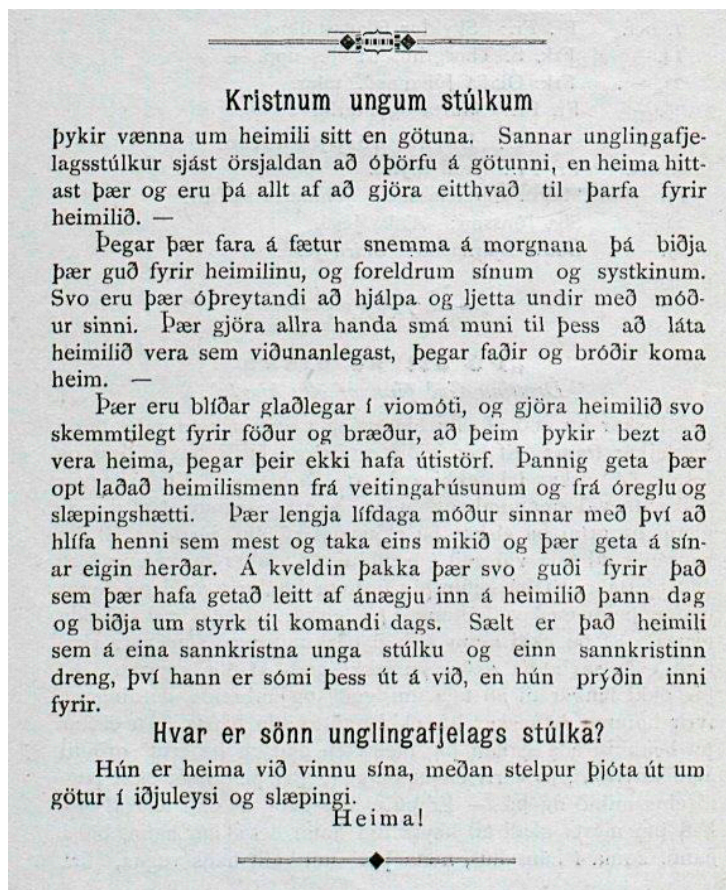 Kristnum ungum stúlkum
þykir vænna um heimili sitt en götuna. Sannar unglingafje-
lagsstúlkur sjást örsjaldan að óþörfu á götunni, en heima hitt-
ast þær og eru þá allt af að gjöra eitthvað til þarfa fyrir
heimilið. —
Þegar þær fara á fætur snemma á morgnana þá biðja
þær guð fyrir heimilinu, og foreldrum sínum og systkinum.
Svo eru þær óþreytandi að hjálpa og ljetta undir með móð-
ur sinni. Þær gjöra allra handa smá muni til þess að láta
heimilið vera sem viðunanlegast, þegar faðir og bróðir koma
heim. —
Þær eru blíðar glaðlegar í viomóti, og gjöra heimilið svo
skemmtilegt fyrir föður og bræður, að þeim þykir bezt að
vera heima, þegar þeir ekki hafa útistörf. Þannig geta þær
opt laðað heimilismenn frá veitingahúsunum og frá óreglu og
slæpingshætti. Þær lengja lífdaga móður sinnar með því að
hlífa henni sem mest og taka eins mikið og þær geta á sín-
ar eigin herðar. Á kveldin þakka þær svo guði fyrir það
sem þær hafa getað leitt af ánægju inn á heimilið þann dag
og biðja um styrk til komandi dags. Sælt er það heimili
sem á eina sannkristna unga stúlku og einn sannkristinn
dreng, því hann er sómi þess út á við, en hún prýðin inni
fyrir.
Hvar er sönn unglingafjelags stúlka?
Hún er heima við vinnu sína, meðan stelpur þjóta út um
götur í iðjuleysi og slæpingi.
Heima!